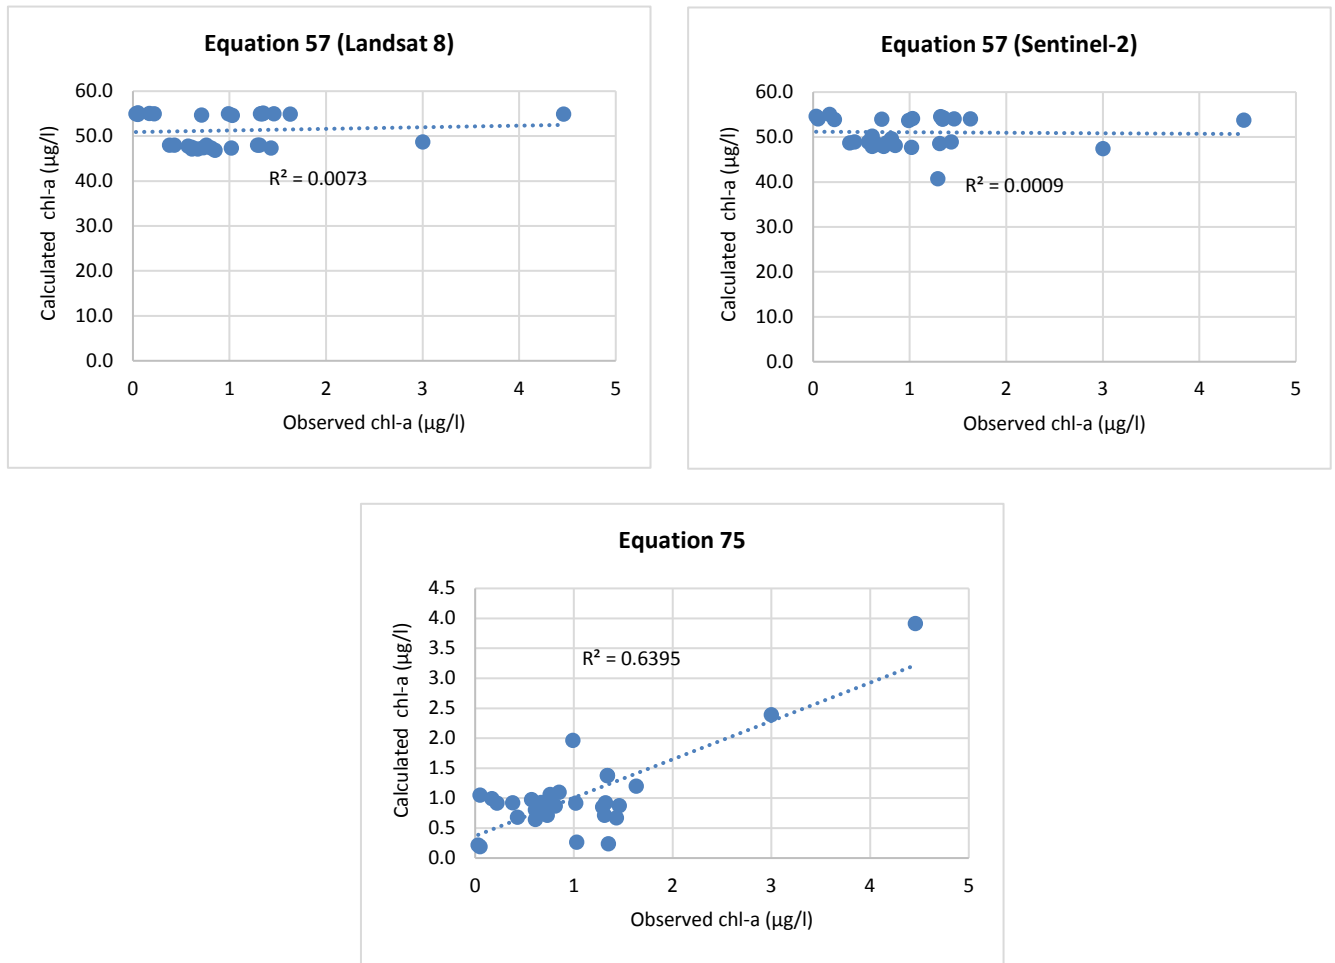 Equation 57 (Landsat 8)
60.0
50.0
40.0
30.0
20.0
10.0
0.0
Calculated chl-a (µg/l)
R² = 0.0073
0 1 2 3 4 5
Observed chl-a (µg/l)
Equation 57 (Sentinel-2)
60.0
50.0
40.0
30.0
20.0
10.0
0.0
Calculated chl-a (µg/l)
R² = 0.0009
0 1 2 3 4 5
Observed chl-a (µg/l)
Equation 75
4.5
4.0
3.5
3.0
2.5
2.0
1.5
1.0
0.5
0.0
Calculated chl-a (µg/l)
R² = 0.6395
0 1 2 3 4 5
Observed chl-a (µg/l)